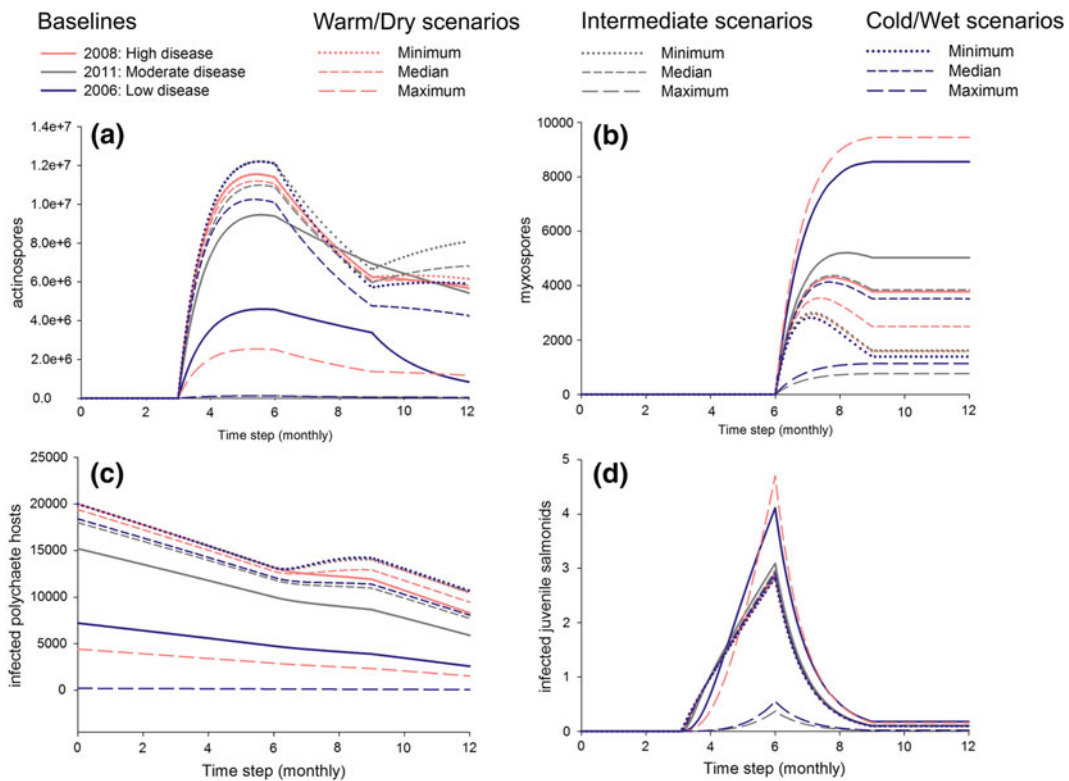 Baselines
2008: High disease
2011: Moderate disease
2006: Low disease
Warm/Dry scenarios
Minimum
Median
Maximum
Intermediate scenarios
Minimum
Median
Maximum
Cold/Wet scenarios
Minimum
Median
Maximum
(a)
1.4e+7
1.2e+7
1.0e+7
8.0e+6
6.0e+6
4.0e+6
2.0e+6
0.0
actinospores
0 2 4 6 8 10 12
Time step (monthly)
(b)
10000
8000
6000
4000
2000
0
myxospores
0 2 4 6 8 10 12
Time step (monthly)
(c)
25000
20000
15000
10000
5000
0
infected polychaete hosts
0 2 4 6 8 10 12
Time step (monthly)
(d)
5
4
3
2
1
0
infected juvenile salmonids
0 2 4 6 8 10 12
Time step (monthly)